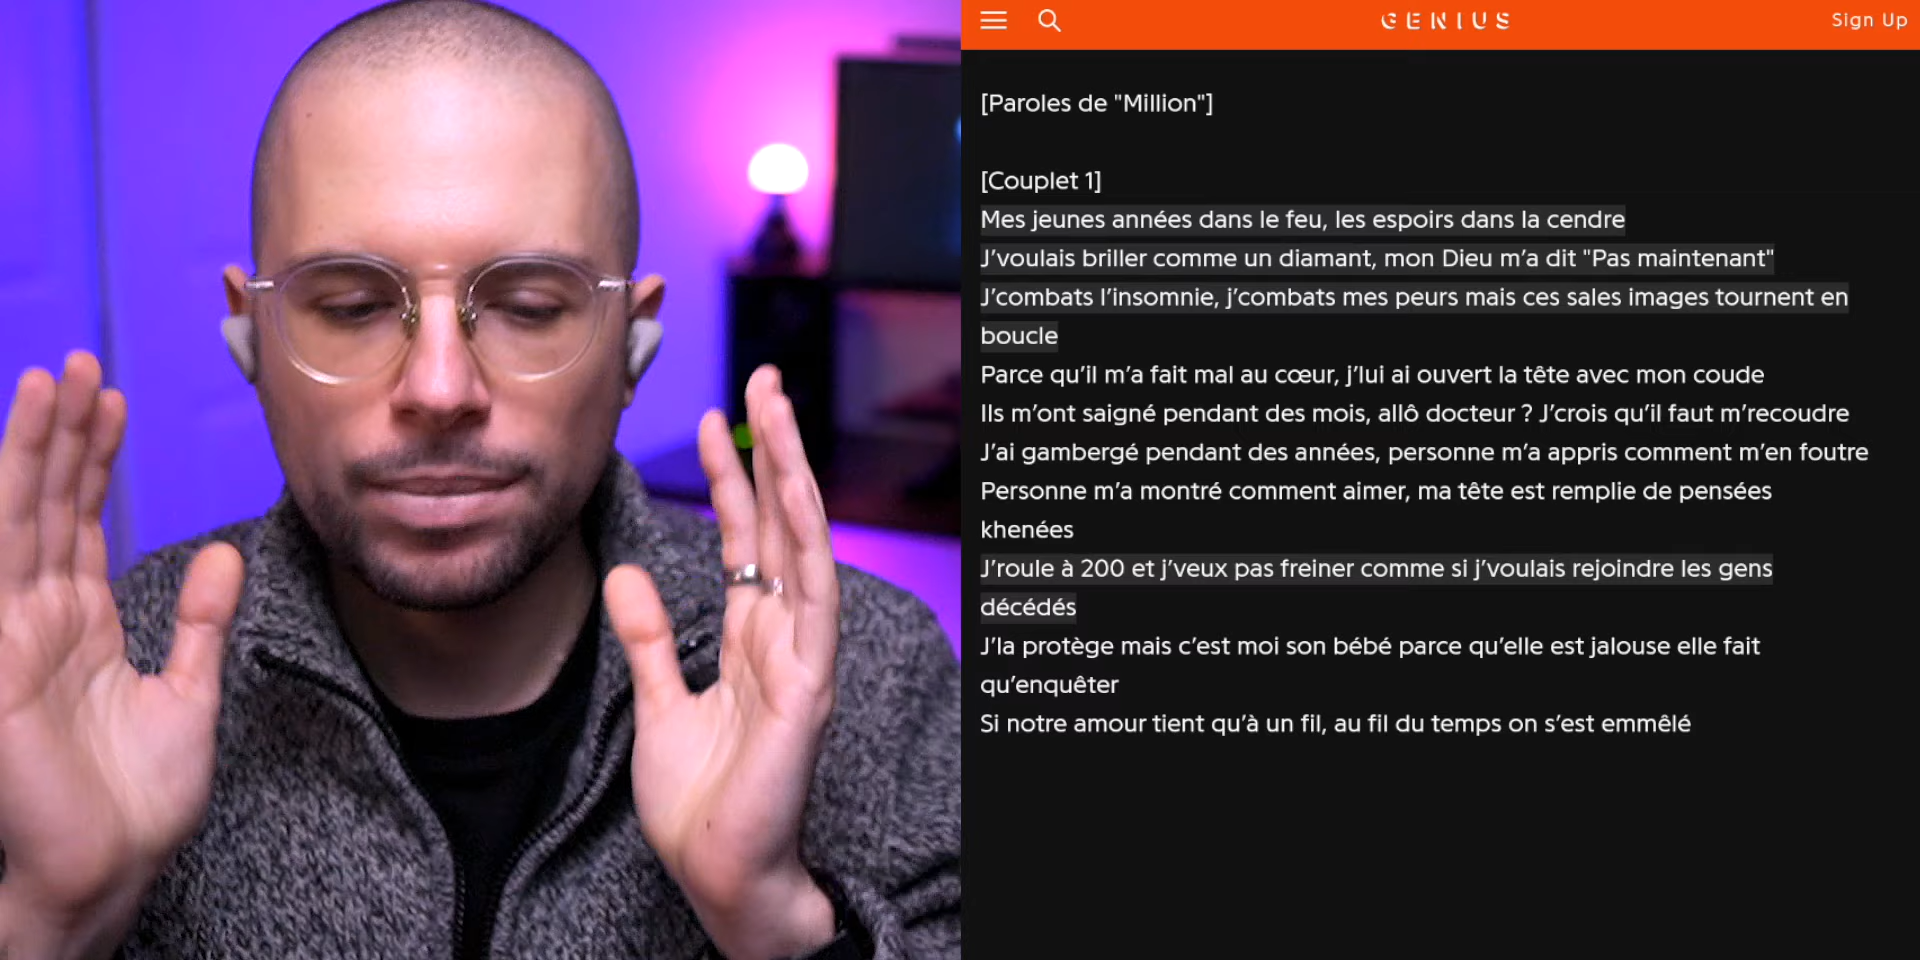 GENIUS
Sign Up
[Paroles de "Million"]
[Couplet 1]
Mes jeunes années dans le feu, les espoirs dans la cendre
J'voulais briller comme un diamant, mon Dieu m'a dit "Pas maintenant"
J'combats l'insomnie, j'combats mes peurs mais ces sales images tournent en
boucle
Parce qu'il m'a fait mal au cœur, j'lui ai ouvert la tête avec mon coude
Ils m'ont saigné pendant des mois, allô docteur ? J'crois qu'il faut m'recoudre
J'ai gambergé pendant des années, personne m'a appris comment m'en foutre
Personne m'a montré comment aimer, ma tête est remplie de pensées
khenées
J'roule à 200 et j'veux pas freiner comme si j'voulais rejoindre les gens
décédés
J'la protège mais c'est moi son bébé parce qu'elle est jalouse elle fait
qu'enquêter
Si notre amour tient qu'à un fil, au fil du temps on s'est emmêlé